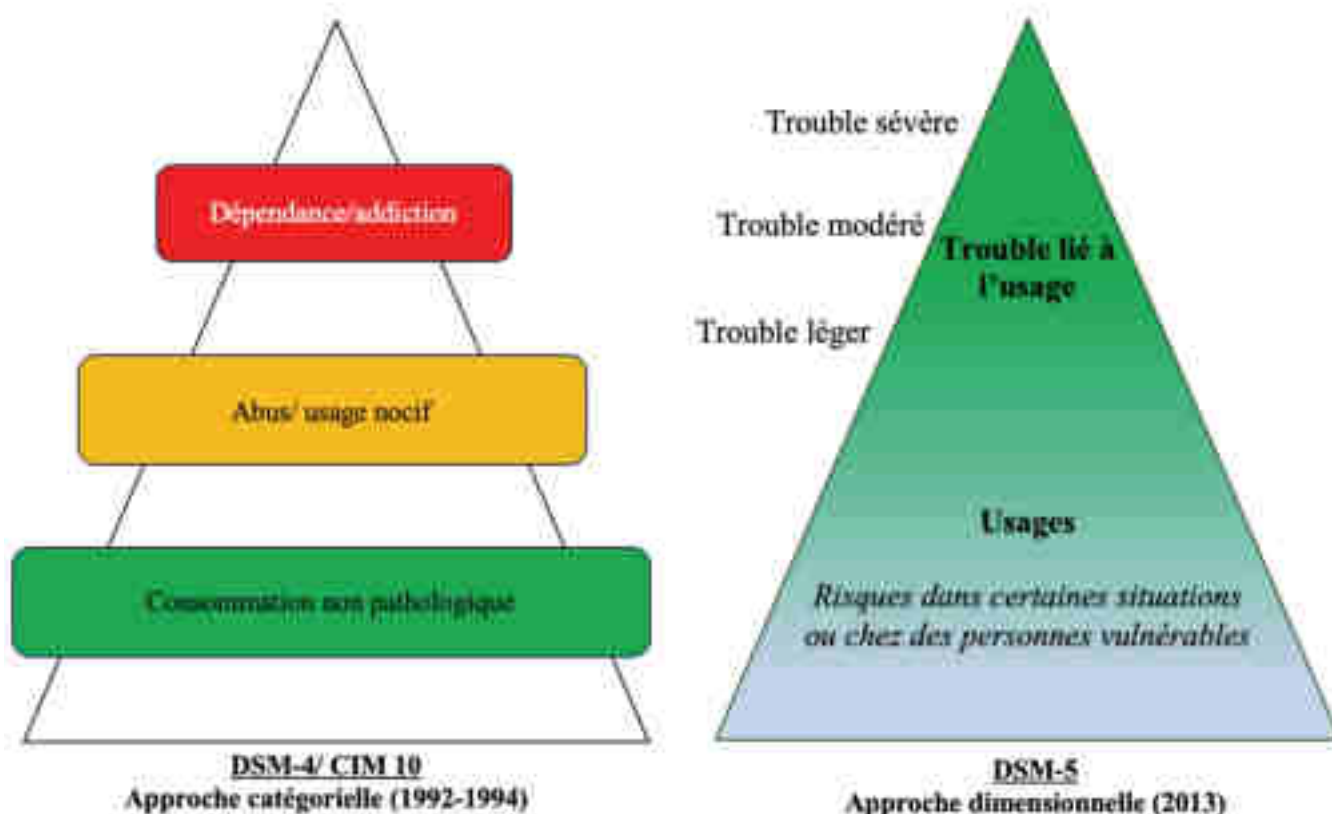 Dépendance/addiction
Abus/ usage nocif
Consommation non pathologique
DSM-4/ CIM 10
Approche catégorielle (1992-1994)
Trouble sévère
Trouble modéré
Trouble léger
Trouble lié à
l'usage
Usages
Risques dans certaines situations
ou chez des personnes vulnérables
DSM-5
Approche dimensionnelle (2013)